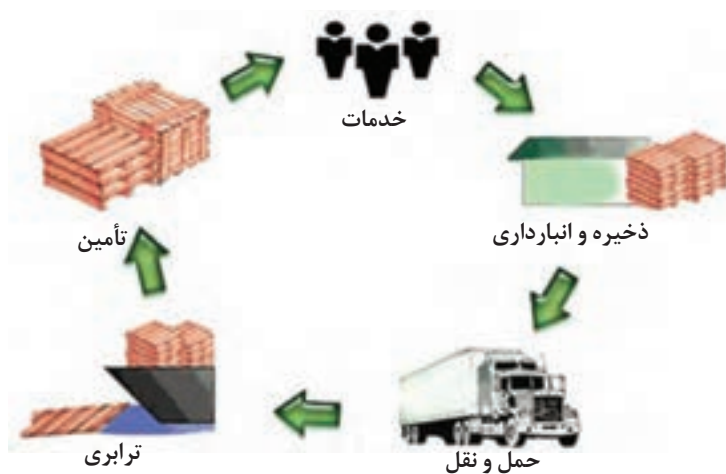 خدمات
ذخیره و انبارداری
حمل و نقل
ترابری
تأمین